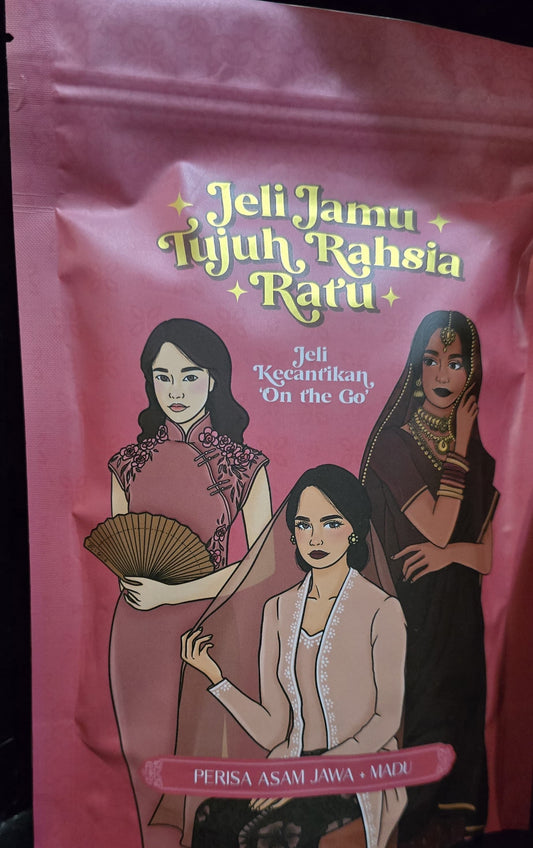 Jeli Jamu
Tujuh Rahsia
Ratu
Jeli
Kecantikan
'On the Go'
PERISA ASAM JAWA + MADU